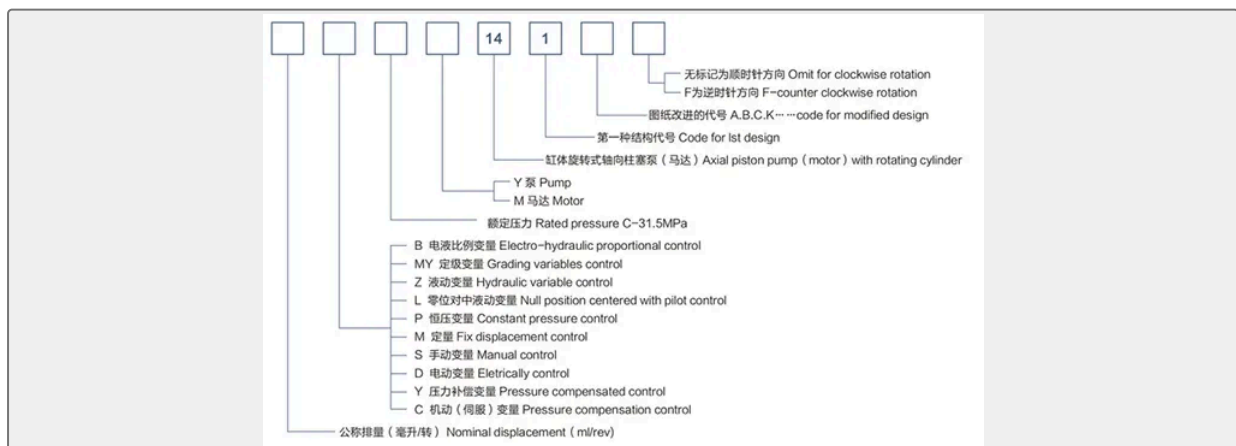 14 1
无标记为顺时针方向 Omit for clockwise rotation
F为逆时针方向 F-counter clockwise rotation
图纸改进的代号 A.B.C.K……code for modified design
第一种结构代号 Code for lst design
缸体旋转式轴向柱塞泵（马达）Axial piston pump（motor）with rotating cylinder
Y 泵 Pump
M 马达 Motor
额定压力 Rated pressure C-31.5MPa
B 电液比例变量 Electro-hydraulic proportional control
MY 定级变量 Grading variables control
Z 液动变量 Hydraulic variable control
L 零位对中液动变量 Null position centered with pilot control
P 恒压变量 Constant pressure control
M 定量 Fix displacement control
S 手动变量 Manual control
D 电动变量 Eletrically control
Y 压力补偿变量 Pressure compensated control
C 机动（伺服）变量 Pressure compensation control
公称排量（毫升/转）Nominal displacement（ml/rev)